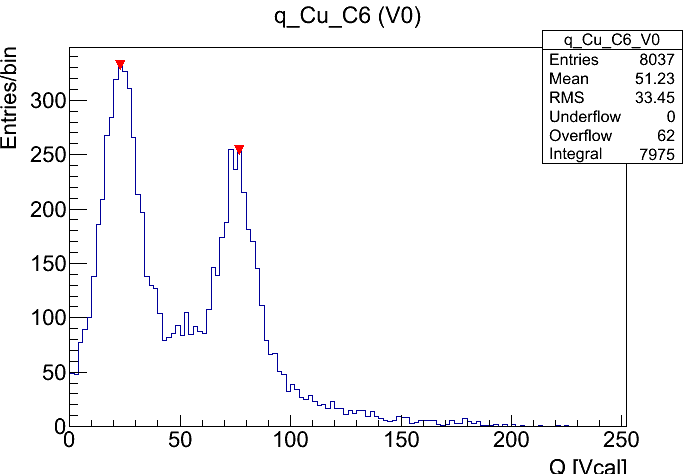 q_Cu_C6 (V0)
Entries/bin
q_Cu_C6_V0
Entries 8037
Mean 51.23
RMS 33.45
Underflow 0
Overflow 62
Integral 7975
300
250
200
150
100
50
0
0 50 100 150 200 250
Q [Vcal]